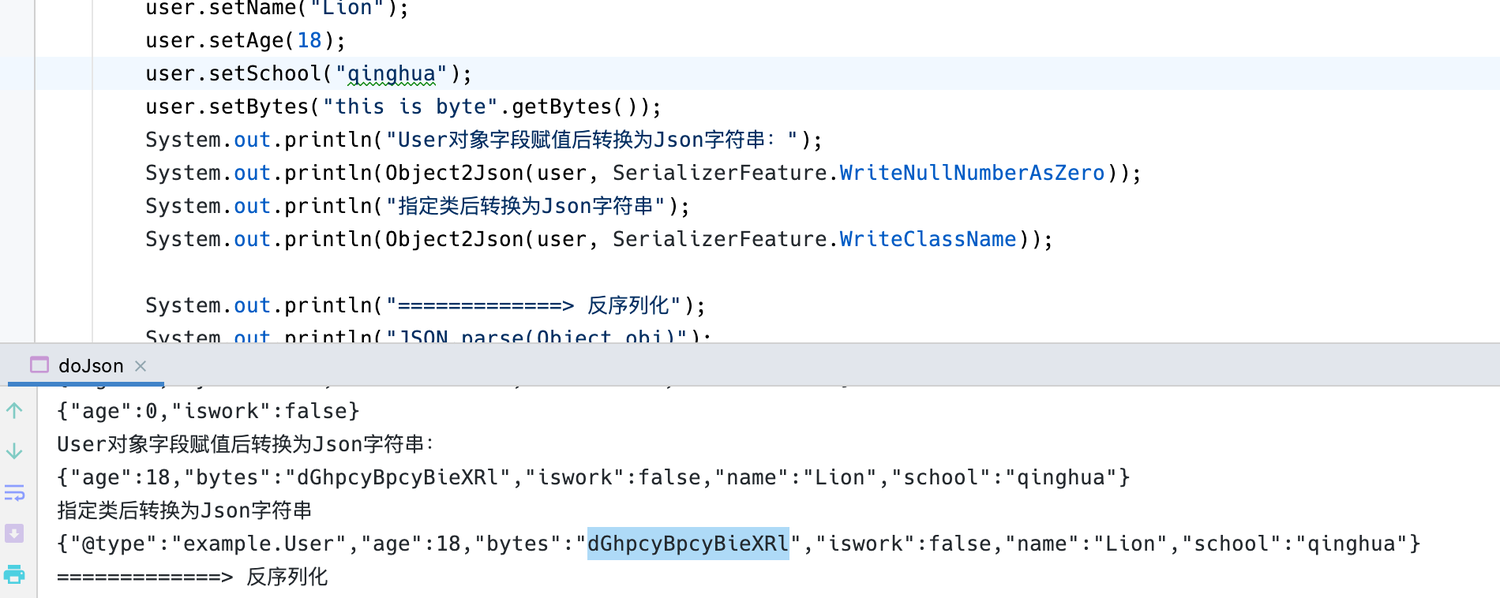 user.setName("Lion");
user.setAge(18);
user.setSchool("qinghua");
user.setBytes("this is byte".getBytes());
System.out.println("User对象字段赋值后转换为Json字符串：");
System.out.println(Object2Json(user, SerializerFeature.WriteNullNumberAsZero));
System.out.println("指定类后转换为Json字符串");
System.out.println(Object2Json(user, SerializerFeature.WriteClassName));
System.out.println("=============> 反序列化");
System.out.println("JSON.parse(Object obj)");
doJson ×
{"age":0,"iswork":false}
User对象字段赋值后转换为Json字符串：
{"age":18,"bytes":"dGhpcyBpcyBieXRl","iswork":false,"name":"Lion","school":"qinghua"}
指定类后转换为Json字符串
{"@type":"example.User","age":18,"bytes":"dGhpcyBpcyBieXRl","iswork":false,"name":"Lion","school":"qinghua"}
=============> 反序列化